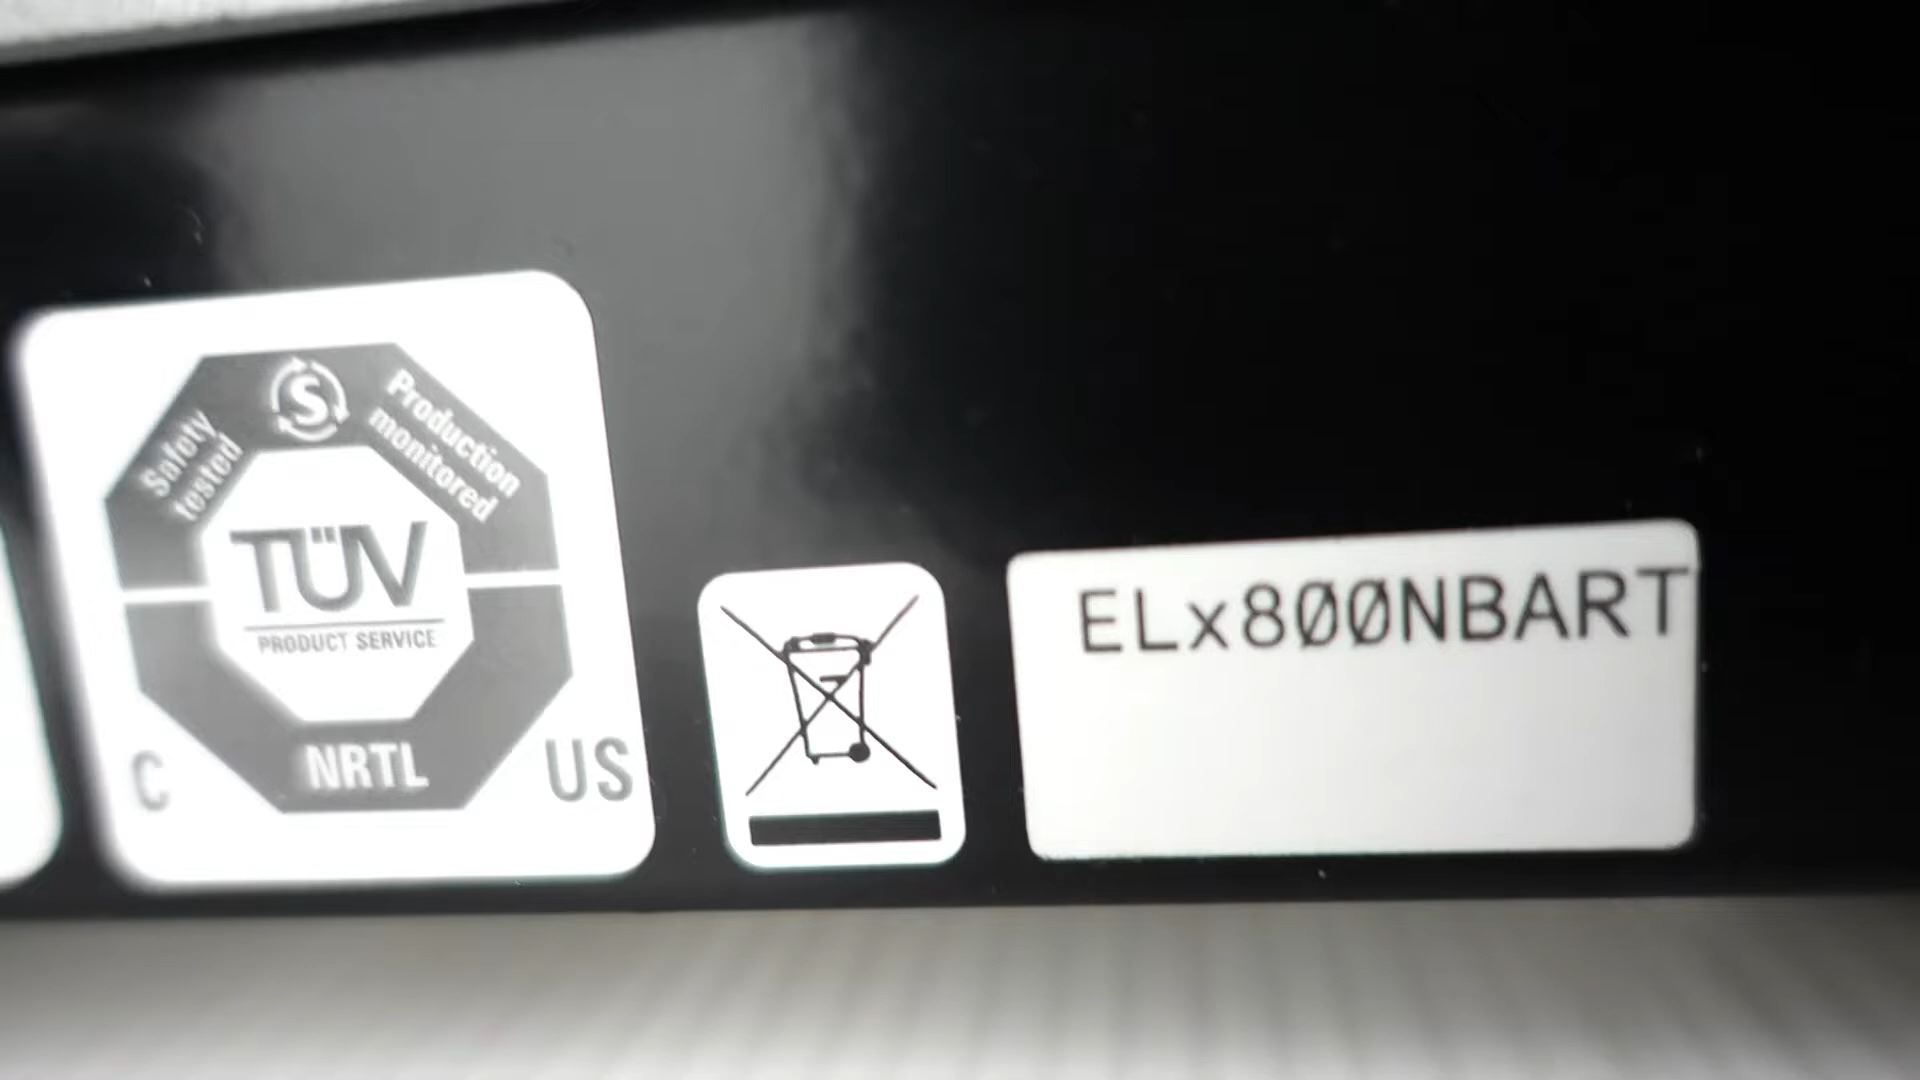 Safety
tested
S
Production
monitored
TÜV
PRODUCT SERVICE
C
NRTL
US
ELx800NBART